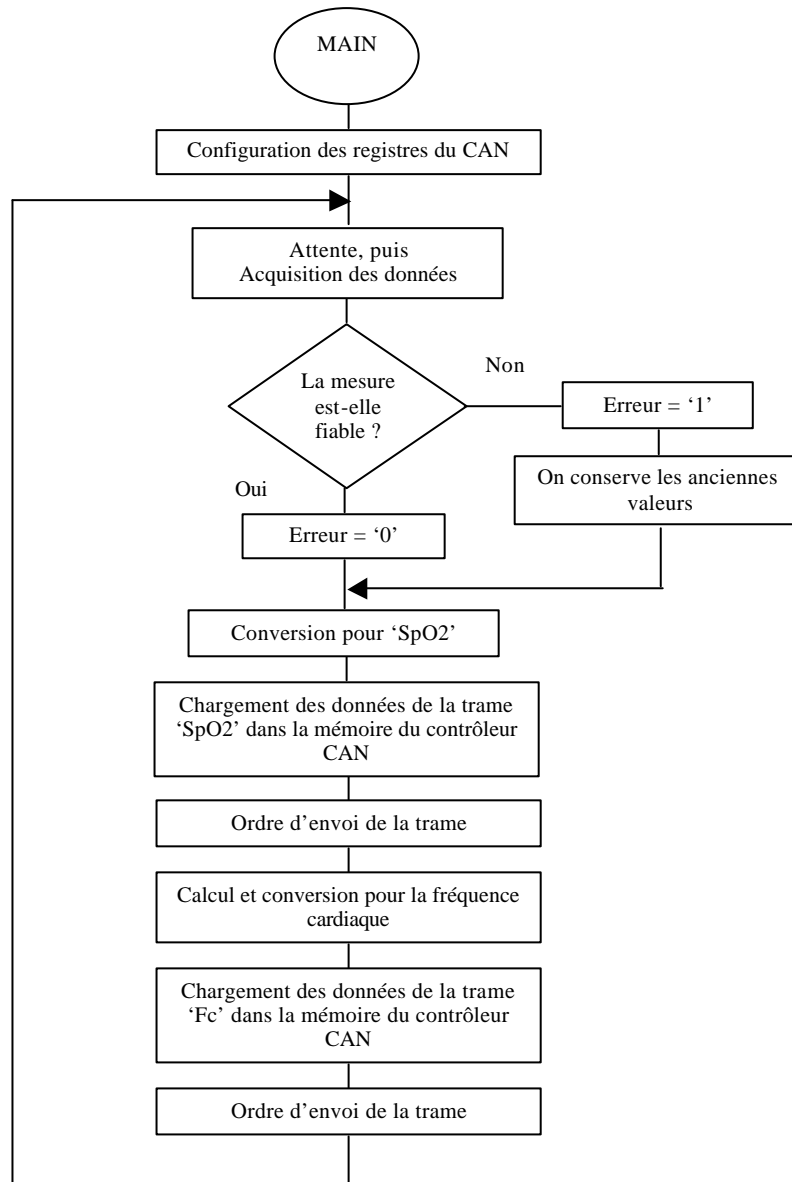 MAIN
Configuration des registres du CAN
Attente, puis
Acquisition des données
La mesure
est-elle
fiable ?
Non
Erreur = ‘1’
On conserve les anciennes
valeurs
Oui
Erreur = ‘0’
Conversion pour ‘SpO2’
Chargement des données de la trame
‘SpO2’ dans la mémoire du contrôleur
CAN
Ordre d’envoi de la trame
Calcul et conversion pour la fréquence
cardiaque
Chargement des données de la trame
‘Fc’ dans la mémoire du contrôleur
CAN
Ordre d’envoi de la trame